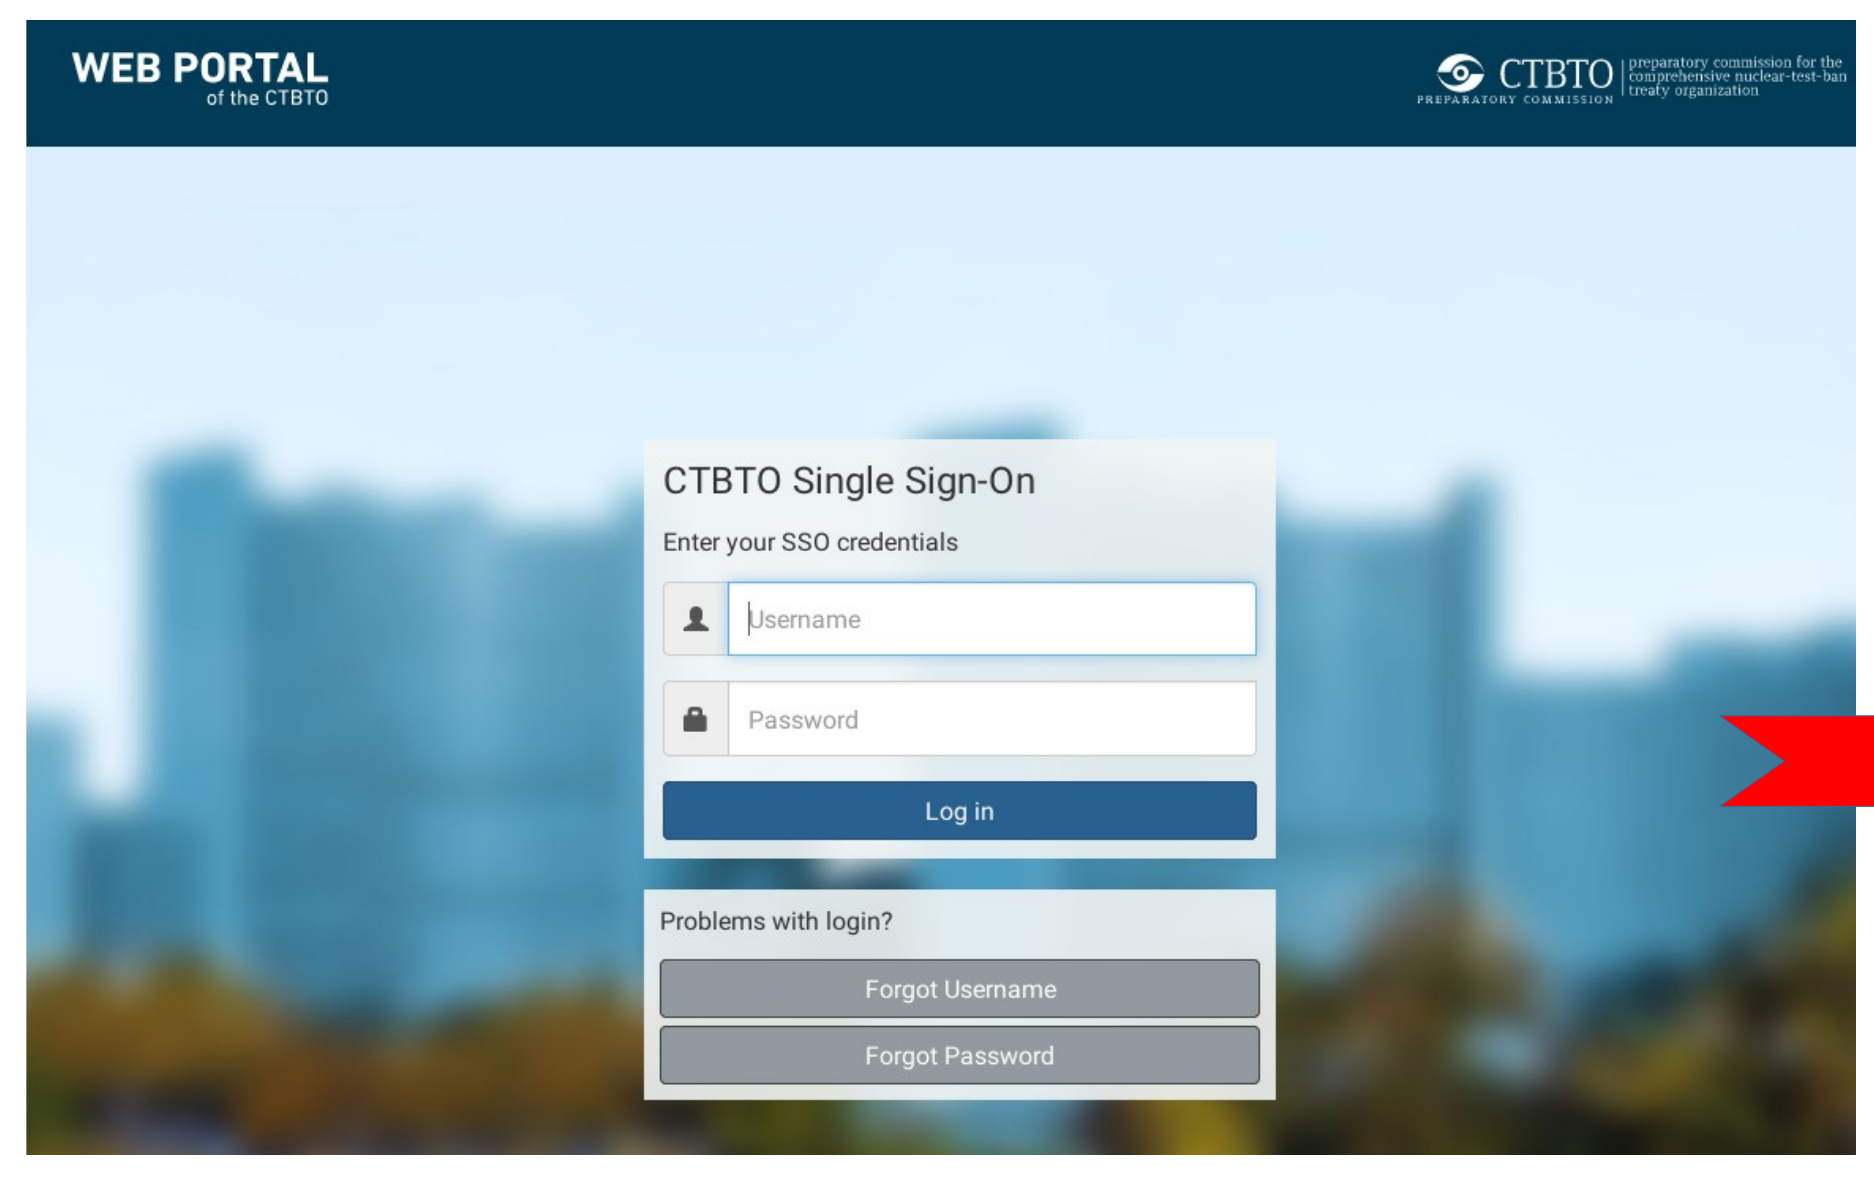 WEB PORTAL
of the CTBTO
CTBTO
PREPARATORY COMMISSION
preparatory commission for the
comprehensive nuclear-test-ban
treaty organization
CTBTO Single Sign-On
Enter your SSO credentials
Username
Password
Log in
Problems with login?
Forgot Username
Forgot Password